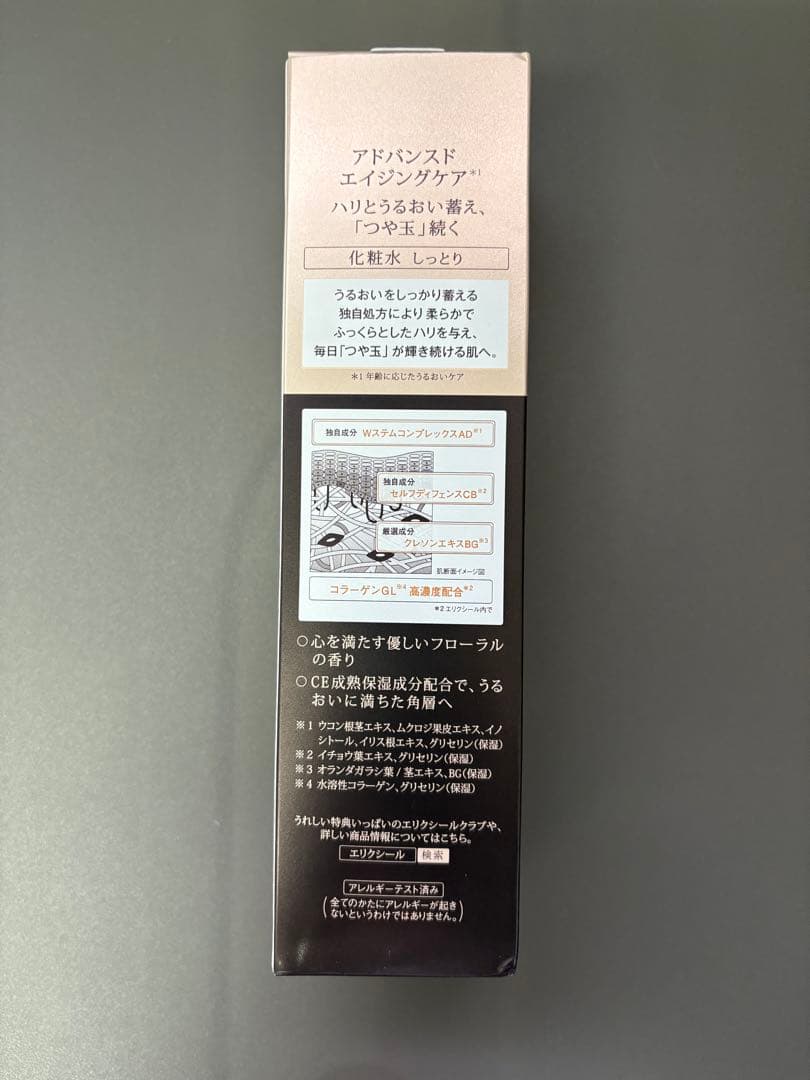 アドバンスド
エイジングケア*1
ハリとうるおい蓄え、
「つや玉」続く
化粧水 しっとり
うるおいをしっかり蓄える
独自処方により柔らかで
ふっくらとしたハリを与え、
毎日「つや玉」が輝き続ける肌へ。
*1 年齢に応じたうるおいケア
独自成分 WステムコンプレックスAD※1
独自成分
セルフディフェンスCB※2
厳選成分
クレソンエキスBG※3
肌断面イメージ図
コラーゲンGL※4 高濃度配合*2
*2 エリクシール内で
○心を満たす優しいフローラル
の香り
○CE成熟保湿成分配合で、うる
おいに満ちた角層へ
※1 ウコン根茎エキス、ムクロジ果皮エキス、イノ
シトール、イリス根エキス、グリセリン(保湿)
※2 イチョウ葉エキス、グリセリン(保湿)
※3 オランダガラシ葉/茎エキス、BG(保湿)
※4 水溶性コラーゲン、グリセリン(保湿)
うれしい特典いっぱいのエリクシールクラブや、
詳しい商品情報についてはこちら。
エリクシール 検索
アレルギーテスト済み
(全てのかたにアレルギーが起き
ないというわけではありません。)